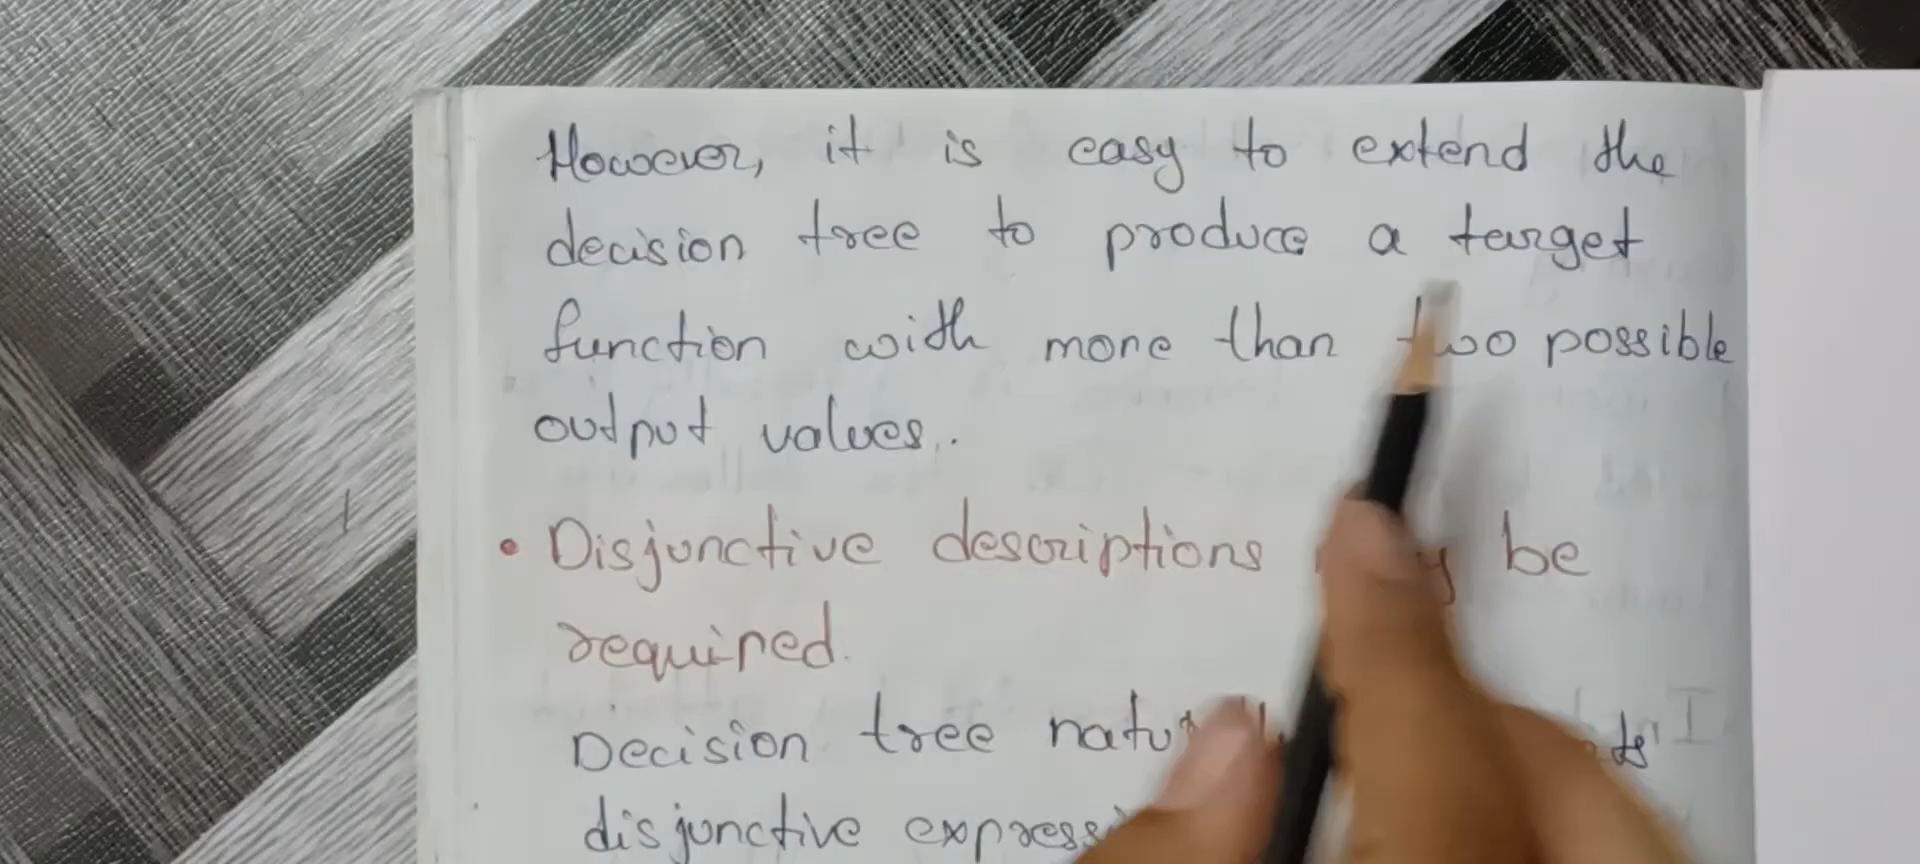 However, it is easy to extend the
decision tree to produce a target
function with more than two possible
output values.
• Disjunctive descriptions be
required.
Decision tree
disjunctive